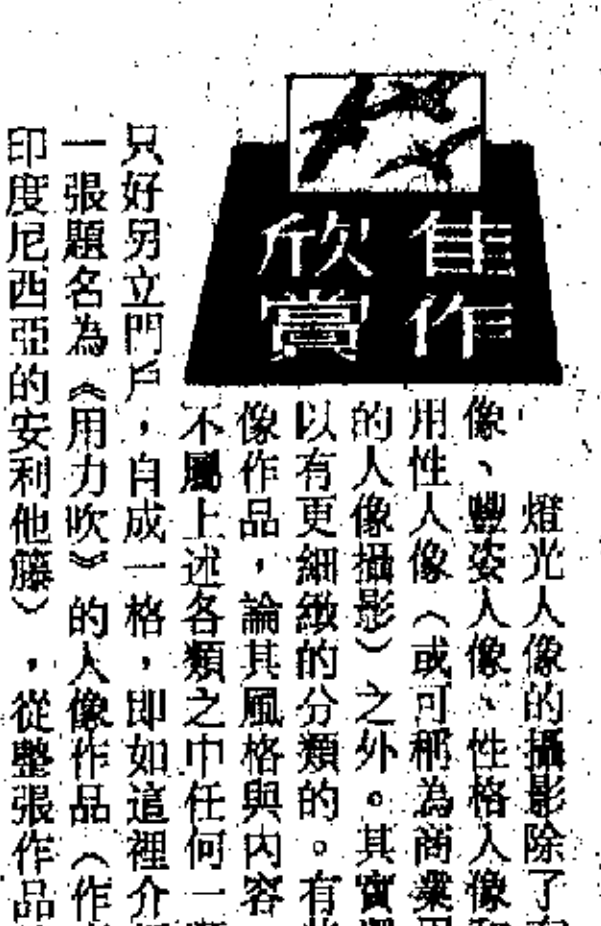 佳作
欣賞
燈光人像的攝影除了
像、豐姿人像、性格人像和
用性人像（或可稱為商業用
的人像攝影）之外。其實還
以有更細緻的分類的。有些
像作品，論其風格與內容
不屬上述各類之中任何一類
只好另立門戶，自成一格，即如這裡介
一張題名為《用力吹》的人像作品（作
印度尼西亞的安利他籐），從整張作品